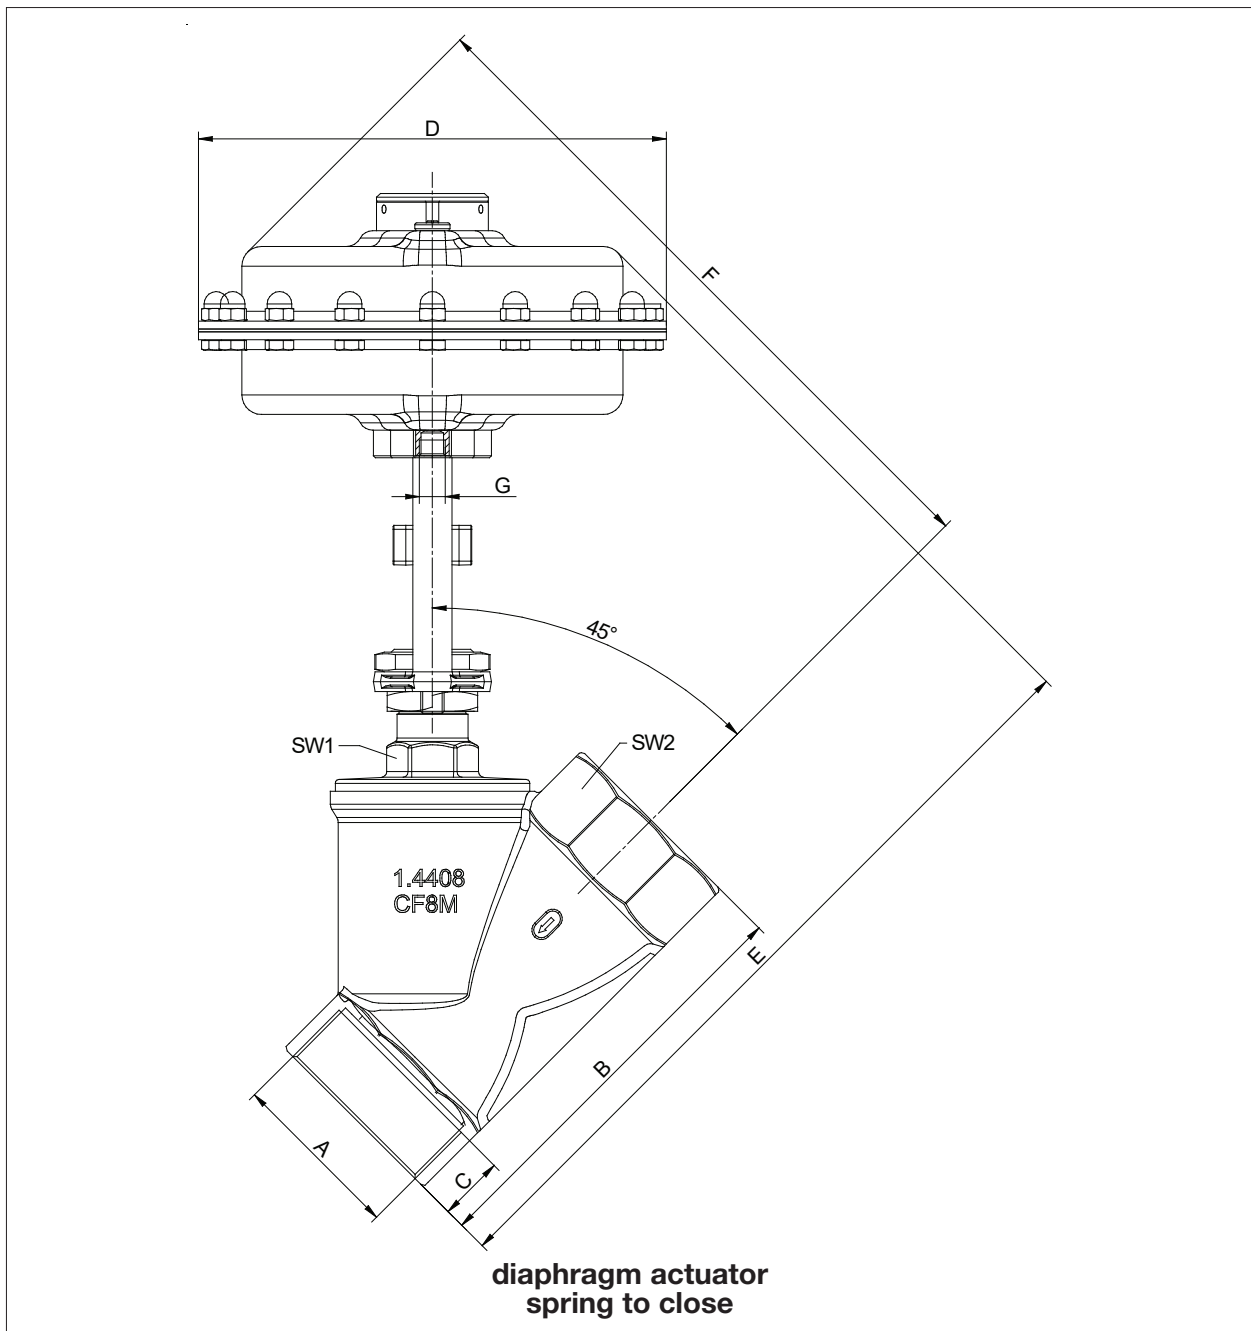 D
F
G
45°
SW1
SW2
1.4408
CF8M
E
B
A
C
diaphragm actuator
spring to close